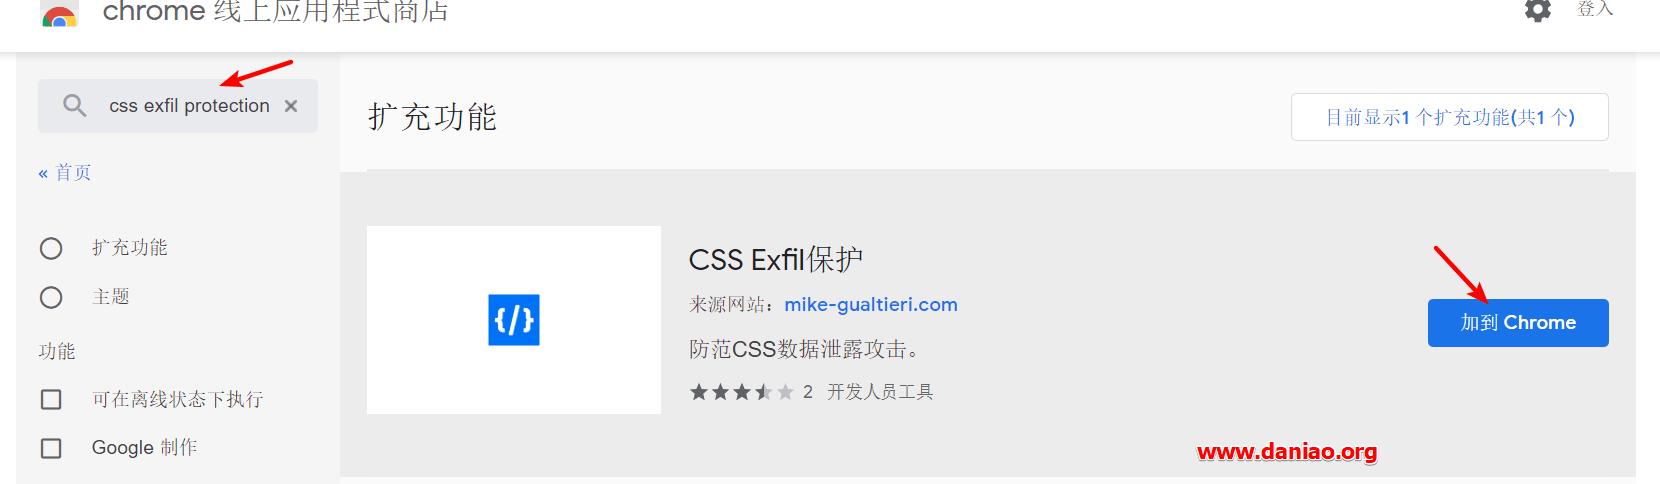 chrome 线上应用程式商店
登入
css exfil protection
« 首页
扩充功能
主题
功能
可在离线状态下执行
Google 制作
扩充功能
目前显示1 个扩充功能(共1 个)
CSS Exfil保护
来源网站：mike-gualtieri.com
防范CSS数据泄露攻击。
2 开发人员工具
加到 Chrome
www.daniao.org